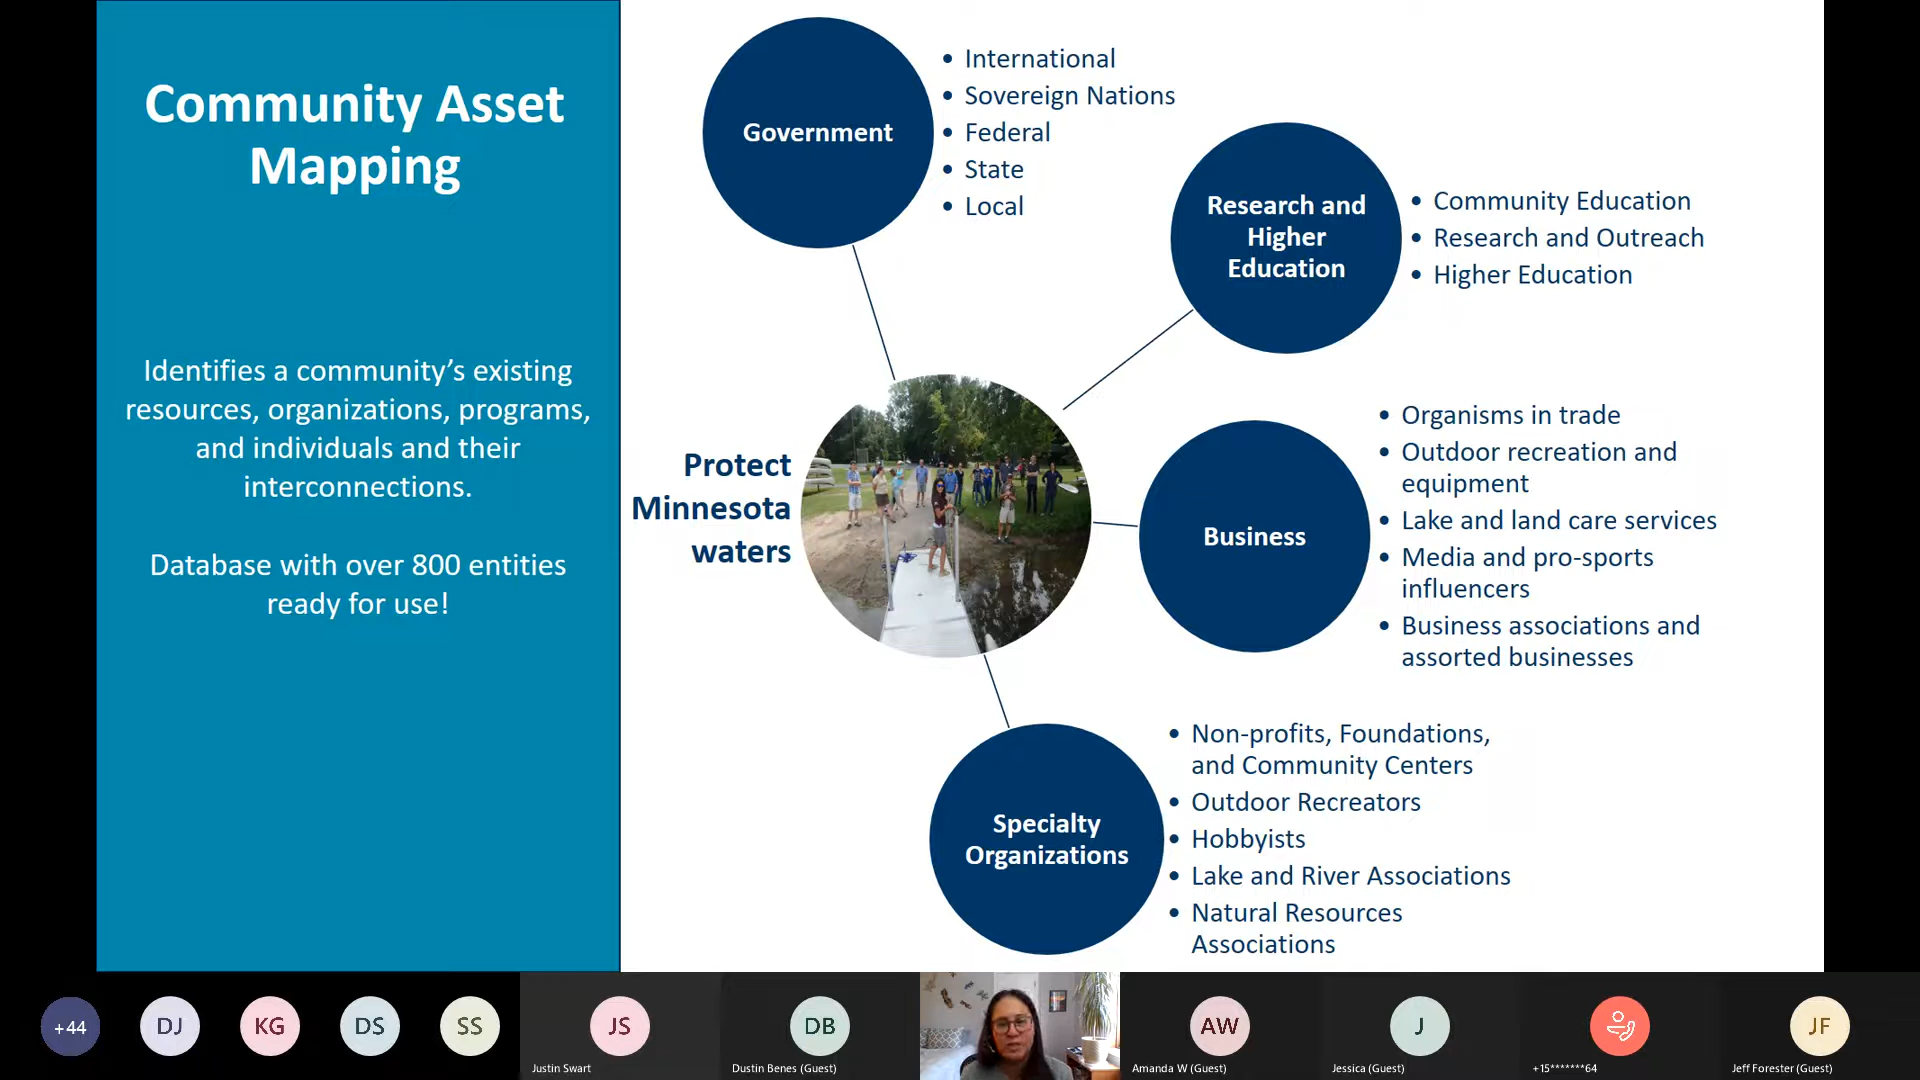 Community Asset
Mapping
Identifies a community’s existing
resources, organizations, programs,
and individuals and their
interconnections.
Database with over 800 entities
ready for use!
Government
• International
• Sovereign Nations
• Federal
• State
• Local
Research and
Higher
Education
• Community Education
• Research and Outreach
• Higher Education
Protect
Minnesota
waters
Business
• Organisms in trade
• Outdoor recreation and
equipment
• Lake and land care services
• Media and pro-sports
influencers
• Business associations and
assorted businesses
Specialty
Organizations
• Non-profits, Foundations,
and Community Centers
• Outdoor Recreators
• Hobbyists
• Lake and River Associations
• Natural Resources
Associations
+44
DJ
KG
DS
SS
JS
Justin Swart
DB
Dustin Benes (Guest)
AW
Amanda W (Guest)
J
Jessica (Guest)
+15*******64
JF
Jeff Forester (Guest)